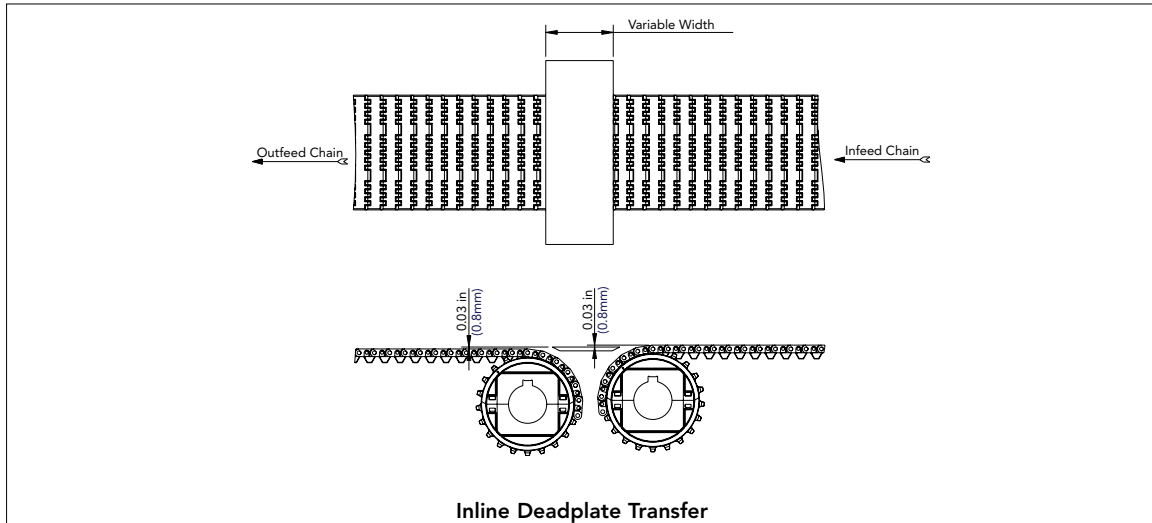 Variable Width
Outfeed Chain
Infeed Chain
0.03 in
(0.8mm)
0.03 in
(0.8mm)
Inline Deadplate Transfer